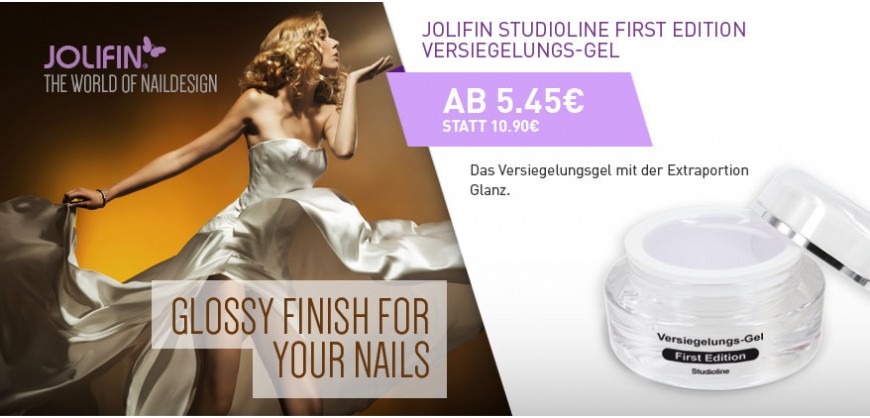 JOLIFIN
THE WORLD OF NAILDESIGN
GLOSSY FINISH FOR
YOUR NAILS
JOLIFIN STUDIOLINE FIRST EDITION
VERSIEGELUNGS-GEL
AB 5.45€
STATT 10.90€
Das Versiegelungsgel mit der Extraportion
Glanz.
Versiegelungs-Gel
First Edition
Studioline